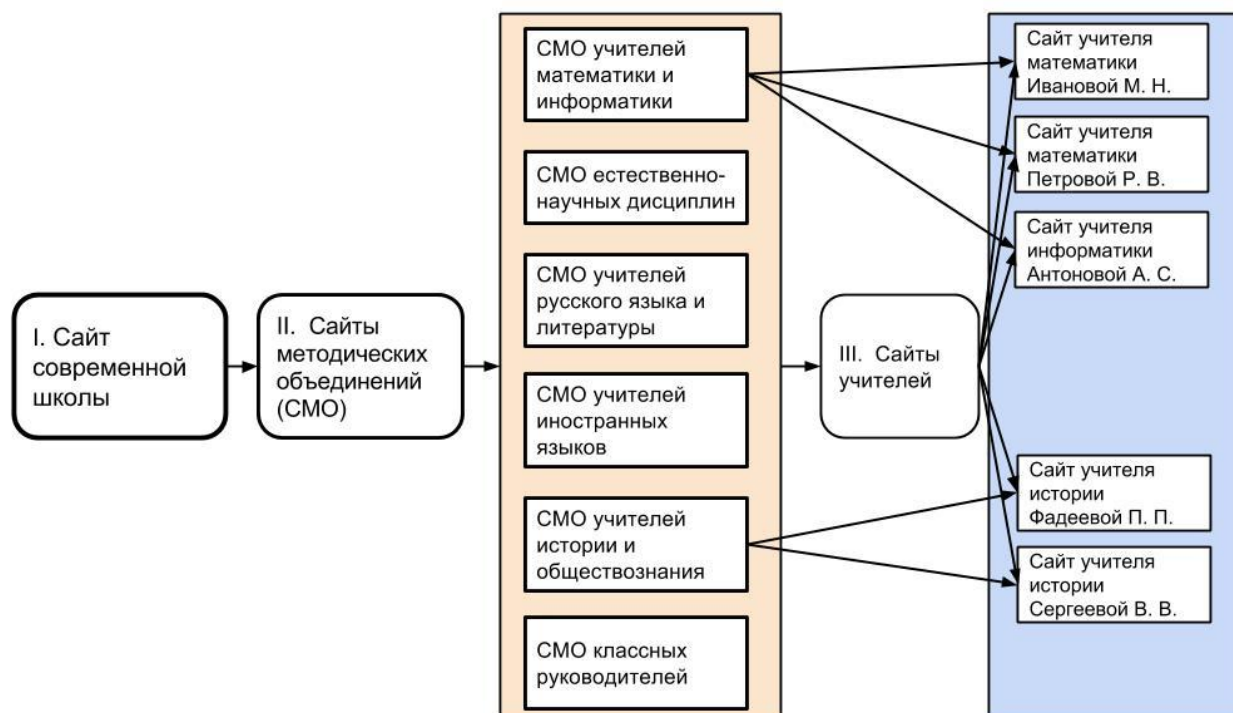 I. Сайт
современной
школы
II. Сайты
методических
объединений
(СМО)
СМО учителей
математики и
информатики
СМО естественно-
научных дисциплин
СМО учителей
русского языка и
литературы
СМО учителей
иностранных
языков
СМО учителей
истории и
обществознания
СМО классных
руководителей
III. Сайты
учителей
Сайт учителя
математики
Ивановой М. Н.
Сайт учителя
математики
Петровой Р. В.
Сайт учителя
информатики
Антоновой А. С.
Сайт учителя
истории
Фадеевой П. П.
Сайт учителя
истории
Сергеевой В. В.